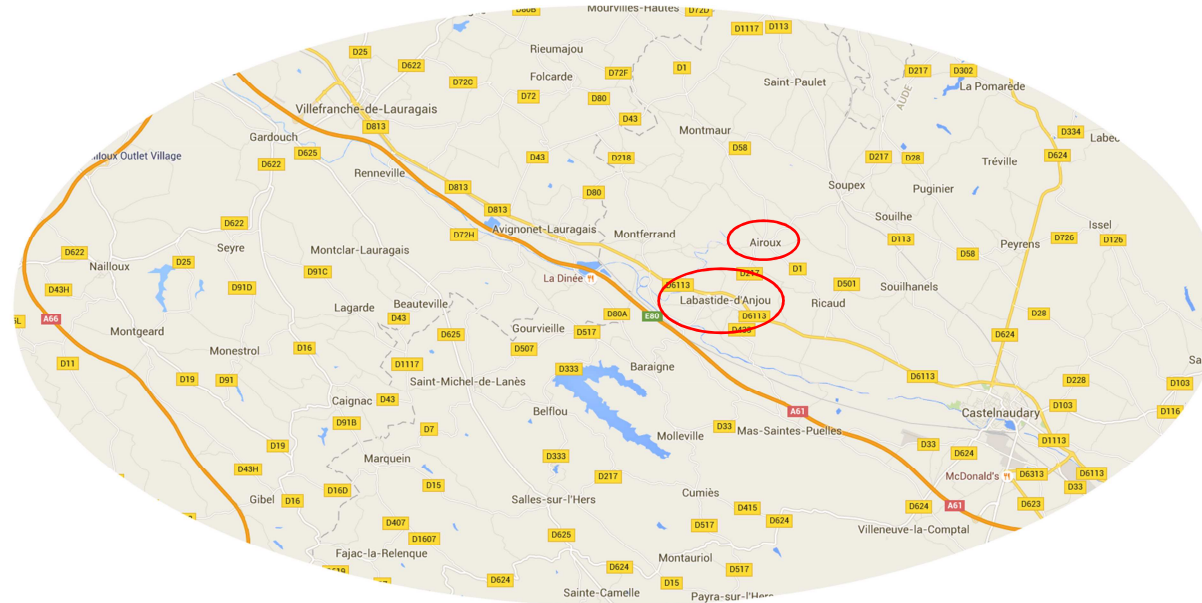 D80B
Mourvilles-Hautes
D72D
D1117
D113
D25
D622
Rieumajou
Folcarde
D72F
D1
D72C
D72
D80
Saint-Paulet
D217
D302
La Pomarède
AUDE
Villefranche-de-Lauragais
D813
D43
Montmaur
D58
D334
Labec
Gardouch
D625
D622
Renneville
D43
D218
D217
D28
D624
Tréville
illoux Outlet Village
D813
D80
Soupex
Puginier
D813
D622
Seyre
D72H
Avignonet-Lauragais
Montferrand
Airoux
Souilhe
D113
Peyrens
D726
Issel
D126
D622
Nailloux
D25
Montclar-Lauragais
D91C
La Dinée
D217
D1
D58
D43H
D91D
D6113
D501
Souilhanels
Lagarde
Beauteville
Labastide-d'Anjou
Ricaud
A66
D43
D80A
E80
D6113
D28
Montgeard
D625
Gourvieille
D517
D433
D624
Monestrol
D16
D507
D11
D1117
D333
Baraigne
D19
D91
Saint-Michel-de-Lanès
D6113
D228
D103
Caignac
D43
Belflou
A61
D103
D116
Castelnaudary
D91B
D7
D33
Mas-Saintes-Puelles
D19
Molleville
D33
D1113
D43H
Marquein
D333
D624
D16D
D15
D217
McDonald's
D6313
D6113
D33
Gibel
D16
Salles-sur-l'Hers
Cumiès
D415
D624
A61
D623
D407
D517
D624
Villeneuve-la-Comptal
D1607
D625
Fajac-la-Relenque
Montauriol
D624
D517
D624
D15
Sainte-Camelle
Payra-sur-l'Hers